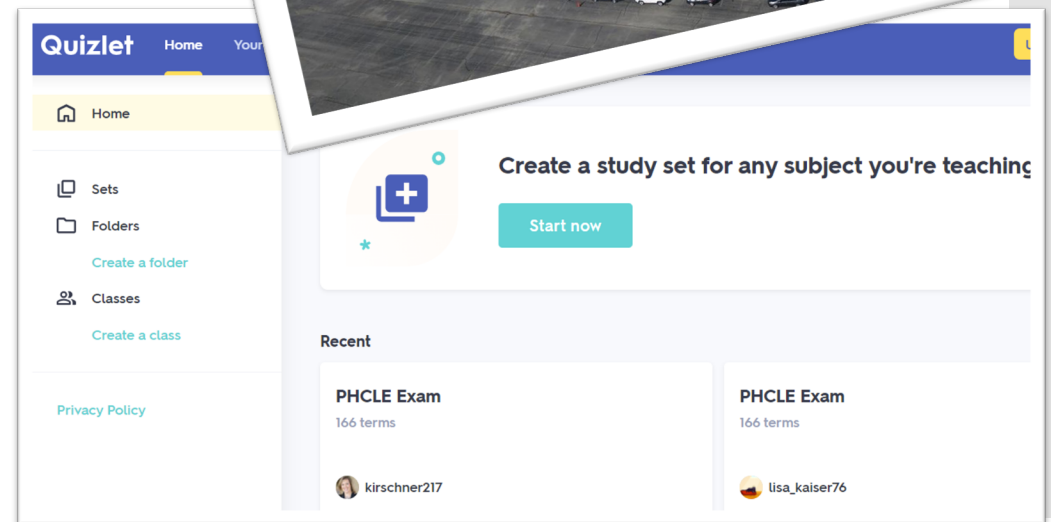 Quizlet Home Your
Home
Sets
Folders
Create a folder
Classes
Create a class
Privacy Policy
Create a study set for any subject you're teaching
Start now
Recent
PHCLE Exam
166 terms
kirschner217
PHCLE Exam
166 terms
lisa_kaiser76